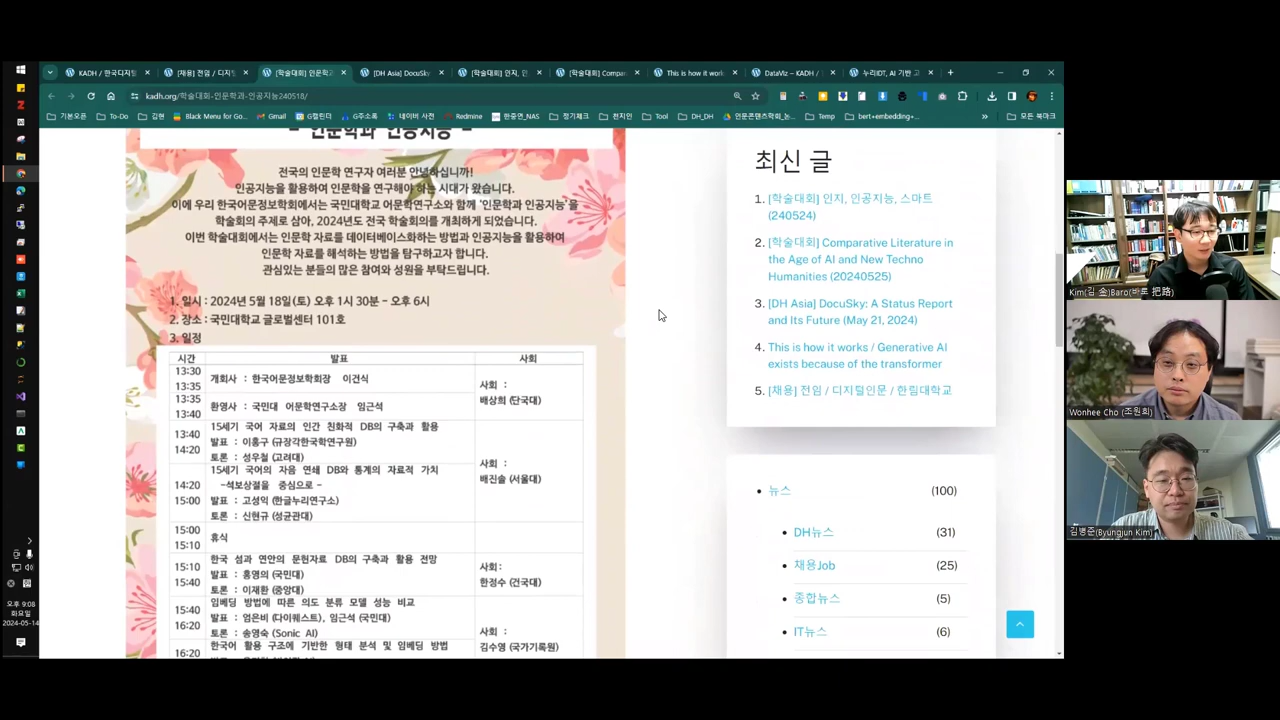 KADH / 한국디지털
[채용] 전임 / 디지털
[학술대회] 인문학과
[DH Asia] DocuSky
[학술대회] 인지, 인
[학술대회] Compar
This is how it work
DataViz – KADH /
누리IDT, AI 기반 고
kadh.org/학술대회-인문학과-인공지능240518/
기본오픈
To-Do
김현
Black Menu for Go...
Gmail
G캘린더
G주소록
네이버 사전
Redmine
한중연_NAS
정기체크
천지인
Tool
DH_DH
인문콘텐츠학회_논...
Temp
bert+embedding+...
모든 북마크
- 인문학과 인공지능 -
전국의 인문학 연구자 여러분 안녕하십니까!
인공지능을 활용하여 인문학을 연구해야 하는 시대가 왔습니다.
이에 우리 한국어문정보학회에서는 국민대학교 어문학연구소와 함께 ‘인문학과 인공지능’을
학술회의 주제로 삼아, 2024년도 전국 학술회의를 개최하게 되었습니다.
이번 학술대회에서는 인문학 자료를 데이터베이스화하는 방법과 인공지능을 활용하여
인문학 자료를 해석하는 방법을 탐구하고자 합니다.
관심있는 분들의 많은 참여와 성원을 부탁드립니다.
1. 일시 : 2024년 5월 18일(토) 오후 1시 30분 – 오후 6시
2. 장소 : 국민대학교 글로벌센터 101호
3. 일정
시간 발표 사회
13:30
13:35
개회사 : 한국어문정보학회장 이건식
사회 :
배상희 (단국대)
13:35
13:40
환영사 : 국민대 어문학연구소장 임근석
13:40
14:20
15세기 국어 자료의 인간 친화적 DB의 구축과 활용
발표 : 이홍구 (규장각한국학연구원)
토론 : 성우철 (고려대)
사회 :
배진솔 (서울대)
14:20
15:00
15세기 국어의 자음 연쇄 DB와 통계의 자료적 가치
-석보상절을 중심으로 -
발표 : 고성익 (한글누리연구소)
토론 : 신현규 (성균관대)
15:00
15:10
휴식
15:10
15:40
한국 섬과 연안의 문헌자료 DB의 구축과 활용 전망
발표 : 홍영의 (국민대)
토론 : 이재환 (중앙대)
사회:
한정수 (건국대)
15:40
16:20
임베딩 방법에 따른 의도 분류 모델 성능 비교
발표 : 엄은비 (다이퀘스트), 임근석 (국민대)
토론 : 송영숙 (Sonic AI)
사회 :
김수영 (국가기록원)
16:20
한국어 활용 구조에 기반한 형태 분석 및 임베딩 방법
최신 글
1. [학술대회] 인지, 인공지능, 스마트
(240524)
2. [학술대회] Comparative Literature in
the Age of AI and New Techno
Humanities (20240525)
3. [DH Asia] DocuSky: A Status Report
and Its Future (May 21, 2024)
4. This is how it works / Generative AI
exists because of the transformer
5. [채용] 전임 / 디지털인문 / 한림대학교
뉴스 (100)
DH뉴스 (31)
채용Job (25)
종합뉴스 (5)
IT뉴스 (6)
Kim(김 金)Baro(바로 把路)
Wonhee Cho (조원희)
김병준(Byungjun Kim)
오후 9:08
화요일
2024-05-14